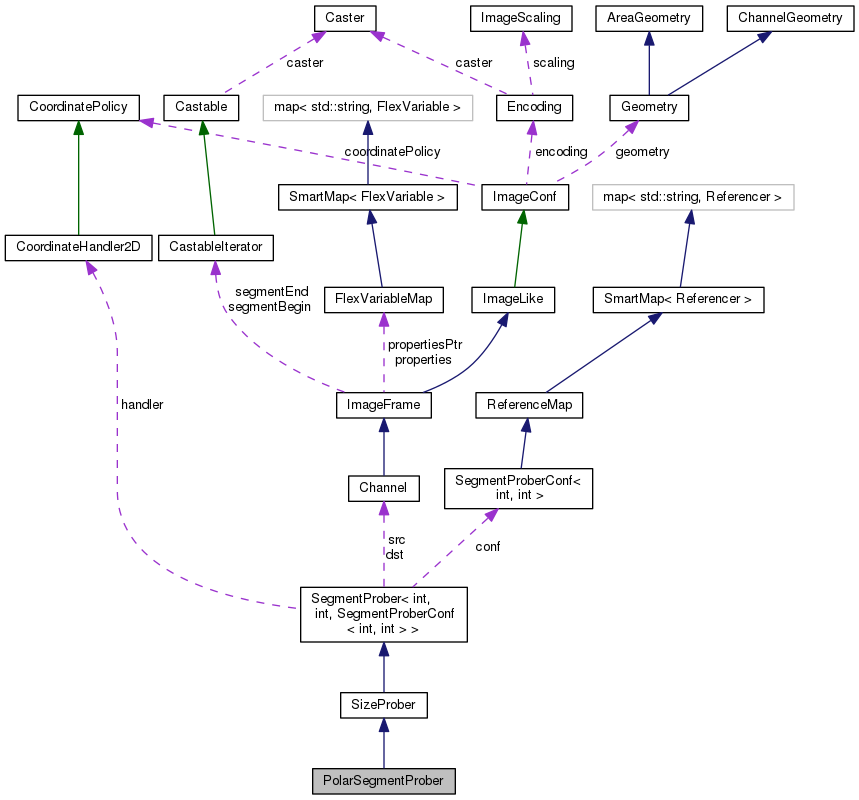 Caster
ImageScaling
AreaGeometry
ChannelGeometry
caster
caster
scaling
CoordinatePolicy
Castable
map< std::string, FlexVariable >
Encoding
Geometry
coordinatePolicy
encoding
geometry
SmartMap< FlexVariable >
ImageConf
map< std::string, Referencer >
CoordinateHandler2D
CastableIterator
segmentEnd
segmentBegin
FlexVariableMap
ImageLike
SmartMap< Referencer >
propertiesPtr
properties
handler
ImageFrame
ReferenceMap
Channel
SegmentProberConf<
int, int >
src
dst
conf
SegmentProber< int,
int, SegmentProberConf
< int, int > >
SizeProber
PolarSegmentProber